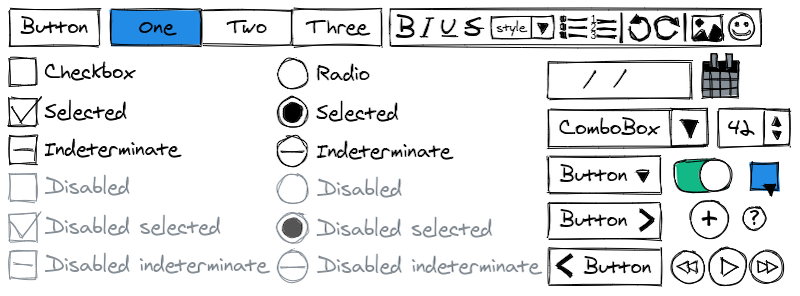 Button One Two Three B I U S style
Checkbox Radio / /
Selected Selected
ComboBox 42
Indeterminate Indeterminate
Disabled Disabled Button
Disabled selected Disabled selected Button > + ?
Disabled indeterminate Disabled indeterminate < Button